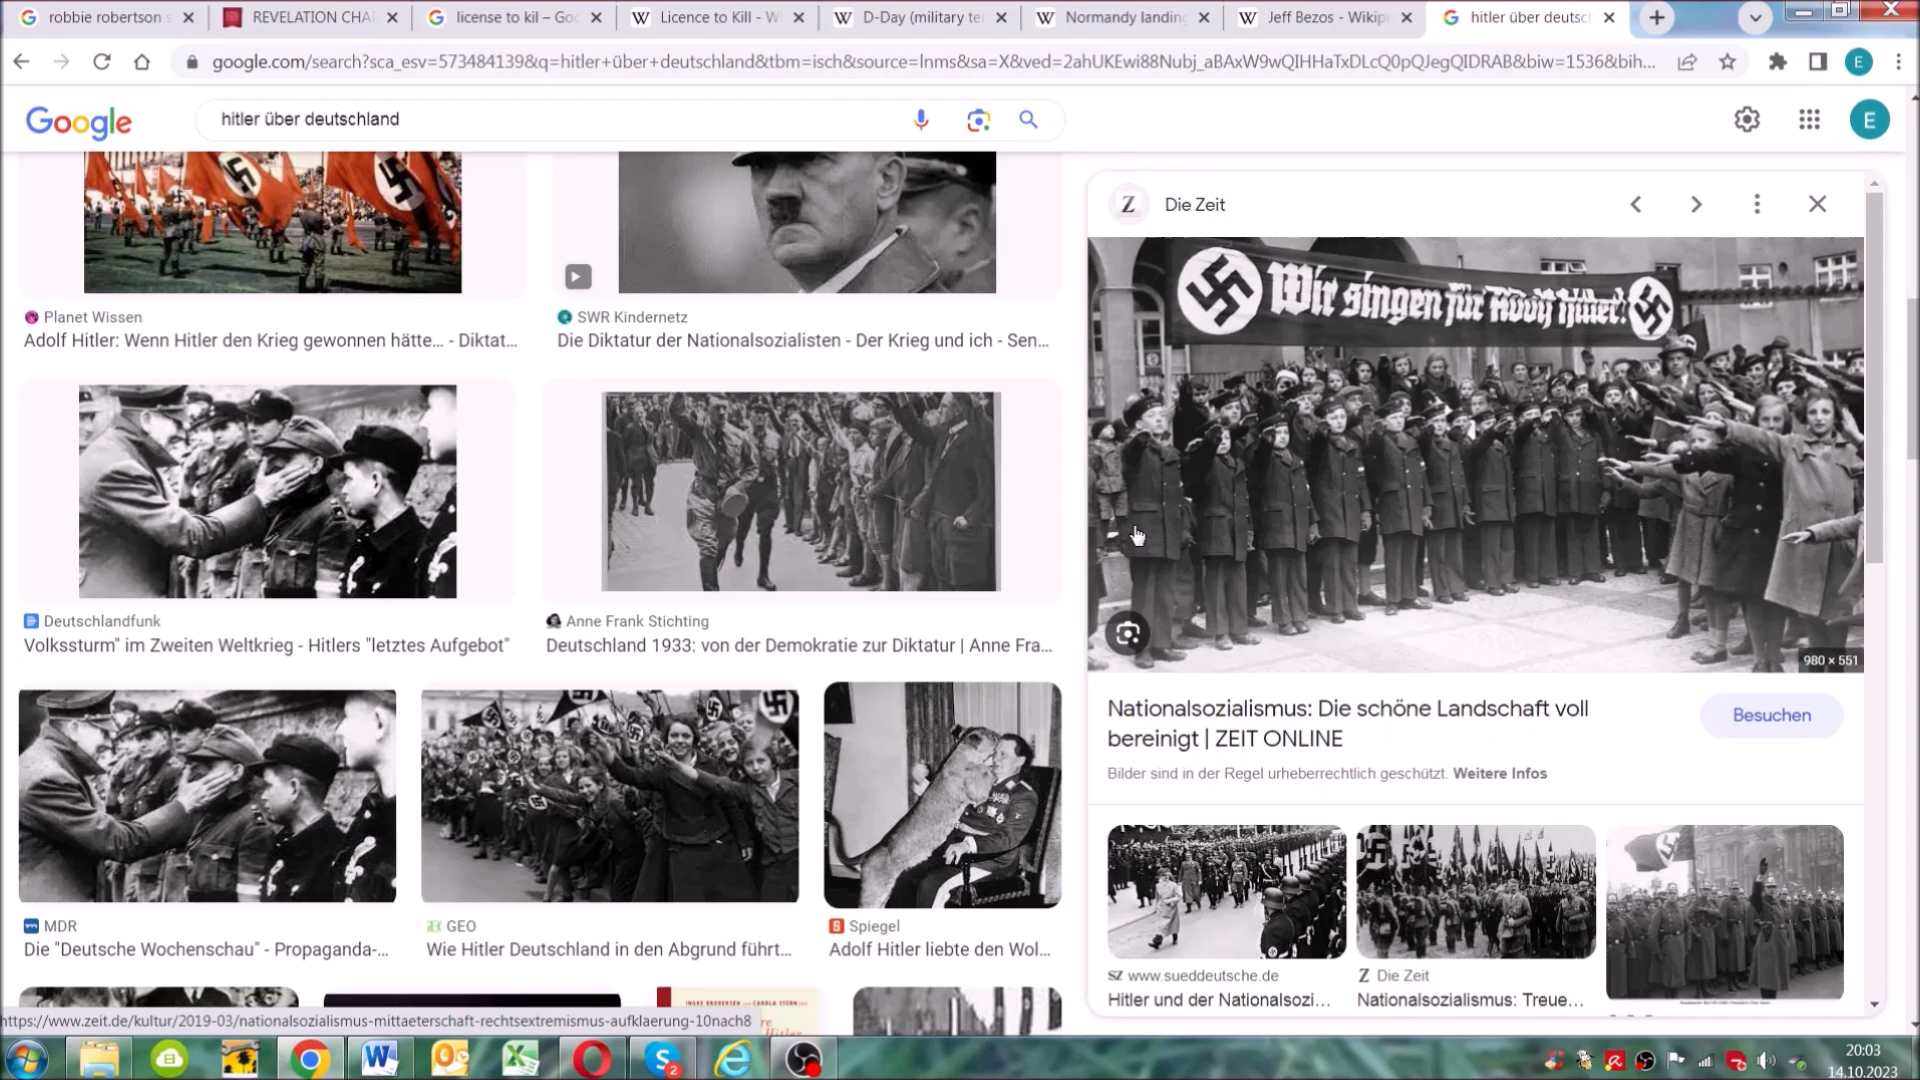 robbie robertson s
REVELATION CHA
license to kil – Goo
Licence to Kill - Wi
D-Day (military te
Normandy landing
Jeff Bezos - Wikipe
hitler über deutsc
google.com/search?sca_esv=573484139&q=hitler+über+deutschland&tbm=isch&source=lnms&sa=X&ved=2ahUKEwi88Nubj_aBAxW9wQIHHaTxDLcQ0pQJegQIDRAB&biw=1536&bih...
E
Google
hitler über deutschland
E
Planet Wissen
Adolf Hitler: Wenn Hitler den Krieg gewonnen hätte... - Diktat...
SWR Kindernetz
Die Diktatur der Nationalsozialisten - Der Krieg und ich - Sen...
Deutschlandfunk
Volkssturm" im Zweiten Weltkrieg - Hitlers "letztes Aufgebot"
Anne Frank Stichting
Deutschland 1933: von der Demokratie zur Diktatur | Anne Fra...
MDR
Die "Deutsche Wochenschau" - Propaganda-...
GEO
Wie Hitler Deutschland in den Abgrund führt...
Spiegel
Adolf Hitler liebte den Wol...
Z Die Zeit
Wir singen für Adolf Hitler!
980 × 551
Nationalsozialismus: Die schöne Landschaft voll
bereinigt | ZEIT ONLINE
Besuchen
Bilder sind in der Regel urheberrechtlich geschützt. Weitere Infos
SZ www.sueddeutsche.de
Hitler und der Nationalsozi...
Z Die Zeit
Nationalsozialismus: Treue...
https://www.zeit.de/kultur/2019-03/nationalsozialismus-mittaeterschaft-rechtsextremismus-aufklaerung-10nach8
2
20:03
14.10.2023